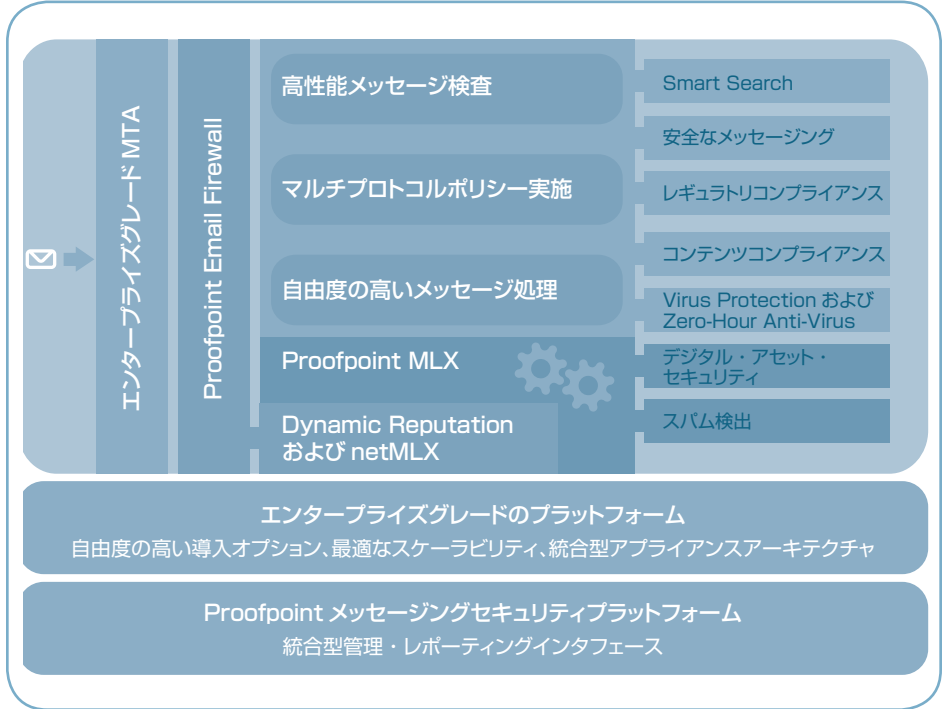 エンタープライズグレード MTA
Proofpoint Email Firewall
高性能メッセージ検査
マルチプロトコルポリシー実施
自由度の高いメッセージ処理
Proofpoint MLX
Dynamic Reputation
および netMLX
Smart Search
安全なメッセージング
レギュラトリコンプライアンス
コンテンツコンプライアンス
Virus Protection および
Zero-Hour Anti-Virus
デジタル・アセット・
セキュリティ
スパム検出
エンタープライズグレードのプラットフォーム
自由度の高い導入オプション、最適なスケーラビリティ、統合型アプライアンスアーキテクチャ
Proofpoint メッセージングセキュリティプラットフォーム
統合型管理・レポーティングインタフェース